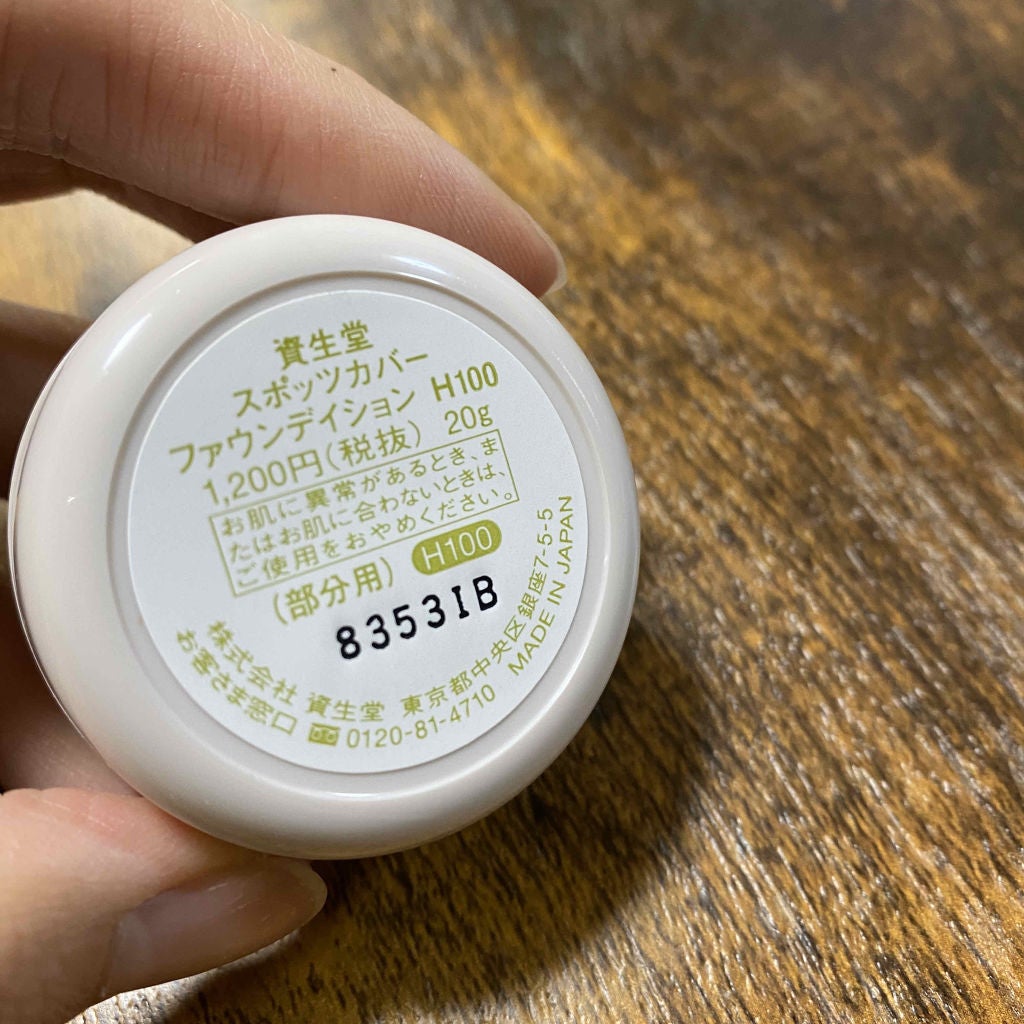 資生堂
スポッツカバー
ファウンデイション H100
1,200円(税抜) 20g
お肌に異常があるとき、ま
たはお肌に合わないときは、
ご使用をおやめください。
(部分用) H100
8353IB
株式会社 資生堂 東京都中央区銀座7-5-5
お客さま窓口 0120-81-4710 MADE IN JAPAN